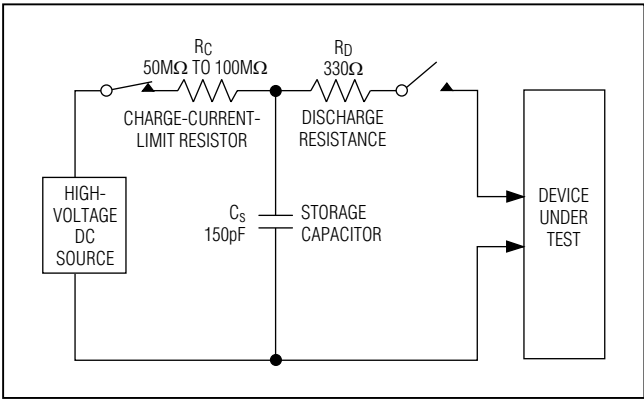 RC
50MΩ TO 100MΩ
CHARGE-CURRENT-
LIMIT RESISTOR
RD
330Ω
DISCHARGE
RESISTANCE
HIGH-
VOLTAGE
DC
SOURCE
Cs
150pF
STORAGE
CAPACITOR
DEVICE
UNDER
TEST